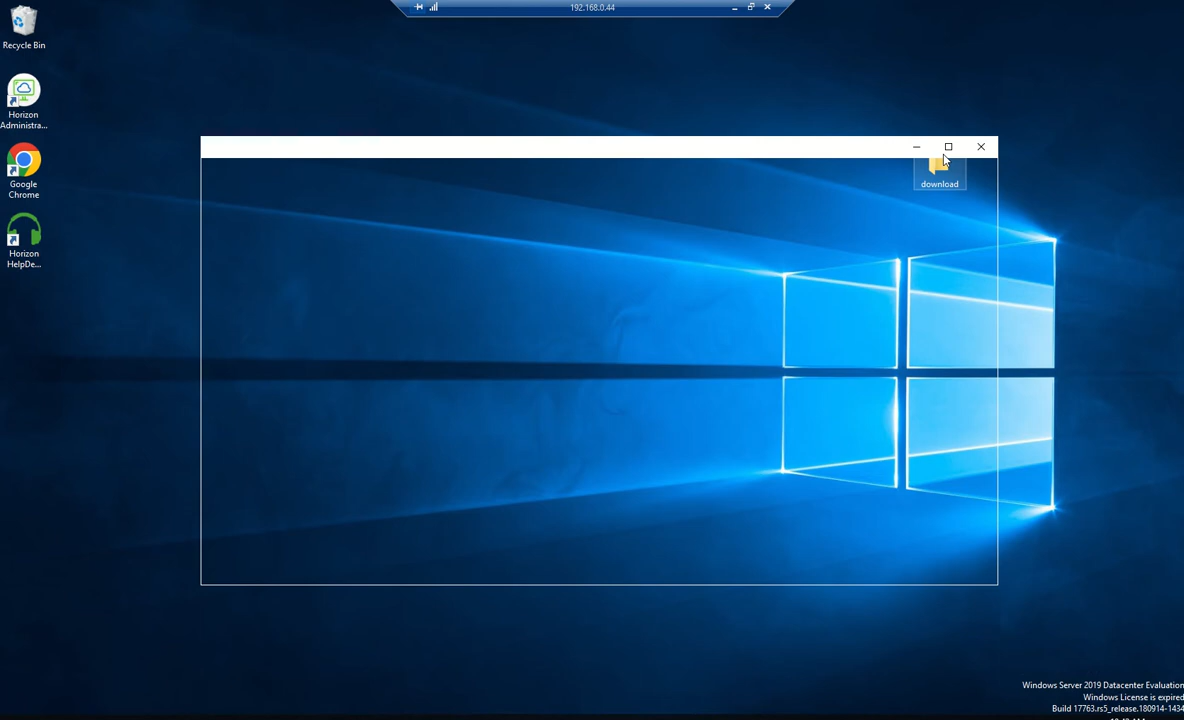 192.168.0.44
Recycle Bin
Horizon
Administra...
Google
Chrome
Horizon
HelpDe...
download
Windows Server 2019 Datacenter Evaluation
Windows License is expired
Build 17763.rs5_release.180914-1434